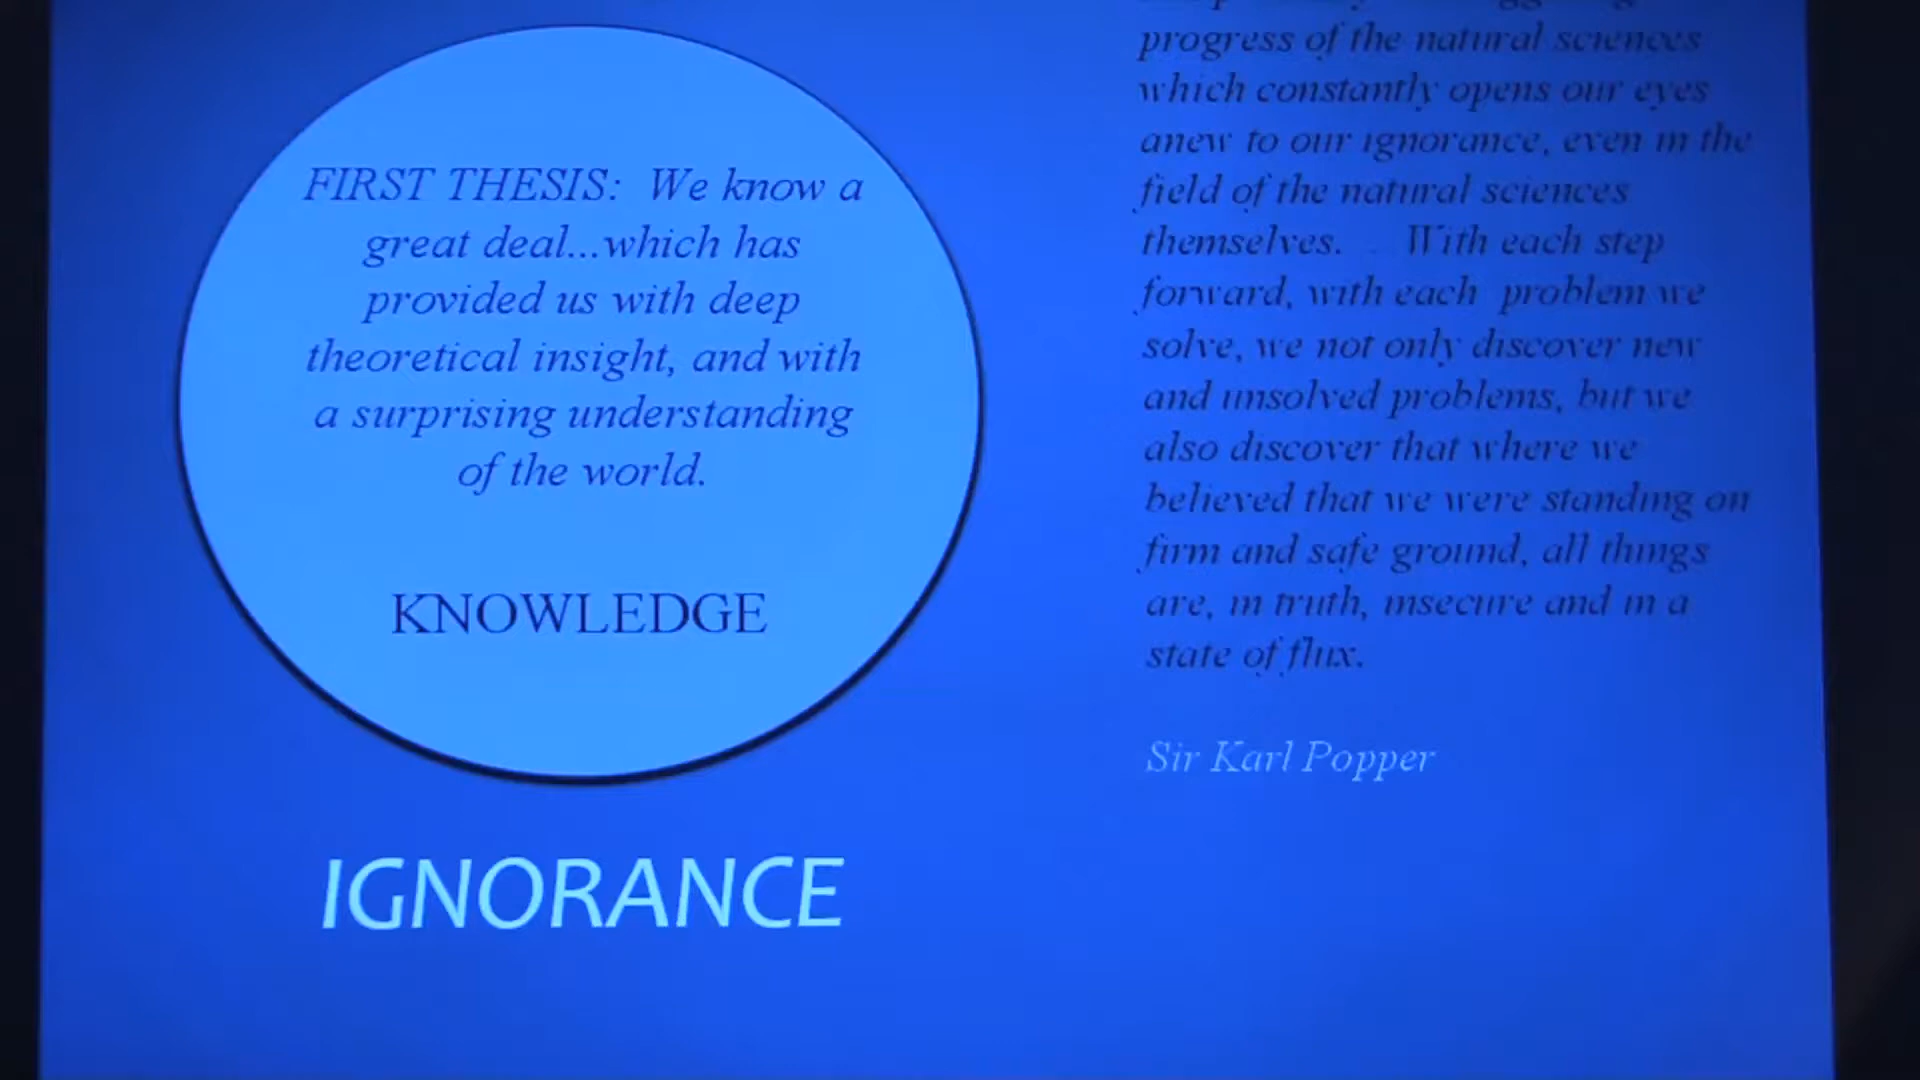 FIRST THESIS: We know a
great deal...which has
provided us with deep
theoretical insight, and with
a surprising understanding
of the world.
KNOWLEDGE
IGNORANCE
progress of the natural sciences
which constantly opens our eyes
anew to our ignorance, even in the
field of the natural sciences
themselves. With each step
forward, with each problem we
solve, we not only discover new
and unsolved problems, but we
also discover that where we
believed that we were standing on
firm and safe ground, all things
are, in truth, insecure and in a
state of flux.
Sir Karl Popper